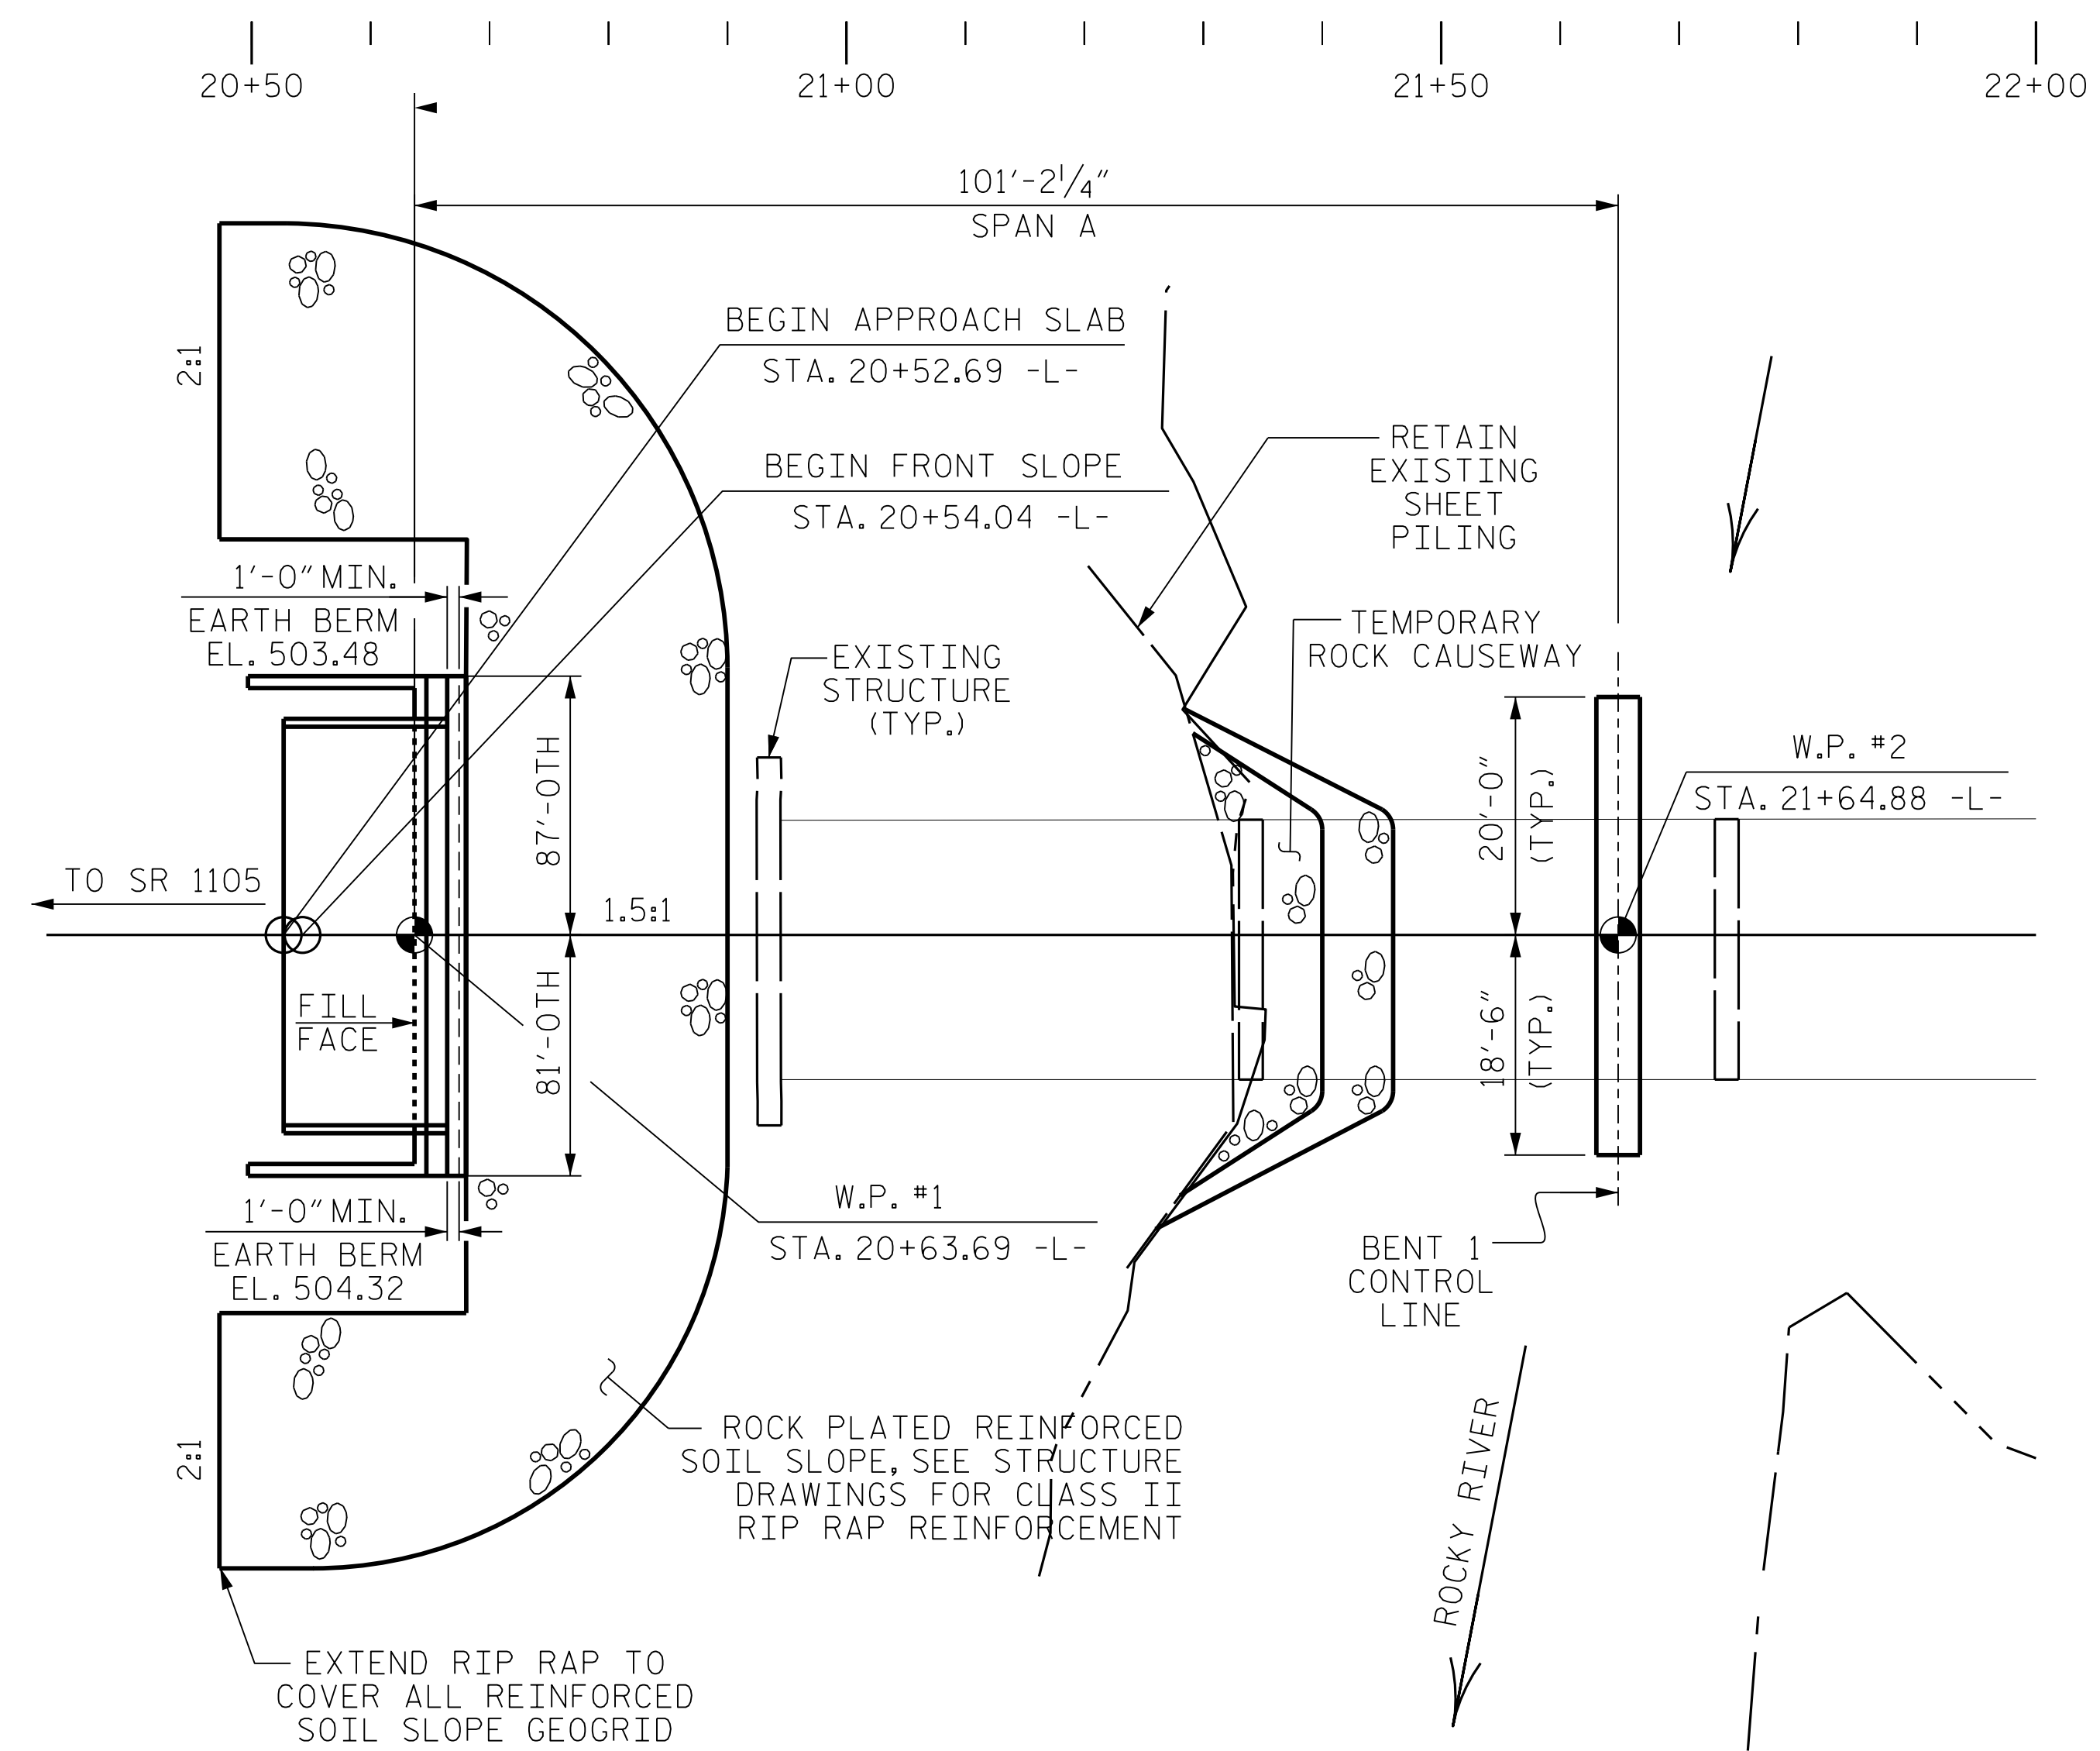 20+50
21+00
21+50
22+00
101'-2¼"
SPAN A
BEGIN APPROACH SLAB
STA. 20+52.69 -L-
2:1
BEGIN FRONT SLOPE
STA. 20+54.04 -L-
RETAIN
EXISTING
SHEET
PILING
1'-0" MIN.
EARTH BERM
EL. 503.48
EXISTING
STRUCTURE
(TYP.)
TEMPORARY
ROCK CAUSEWAY
87'-0TH
20'-0"
(TYP.)
W.P. #2
STA. 21+64.88 -L-
TO SR 1105
1.5:1
FILL
FACE
81'-0TH
18'-6"
(TYP.)
1'-0" MIN.
EARTH BERM
EL. 504.32
W.P. #1
STA. 20+63.69 -L-
BENT 1
CONTROL
LINE
2:1
ROCK PLATED REINFORCED
SOIL SLOPE, SEE STRUCTURE
DRAWINGS FOR CLASS II
RIP RAP REINFORCEMENT
ROCKY RIVER
EXTEND RIP RAP TO
COVER ALL REINFORCED
SOIL SLOPE GEOGRID